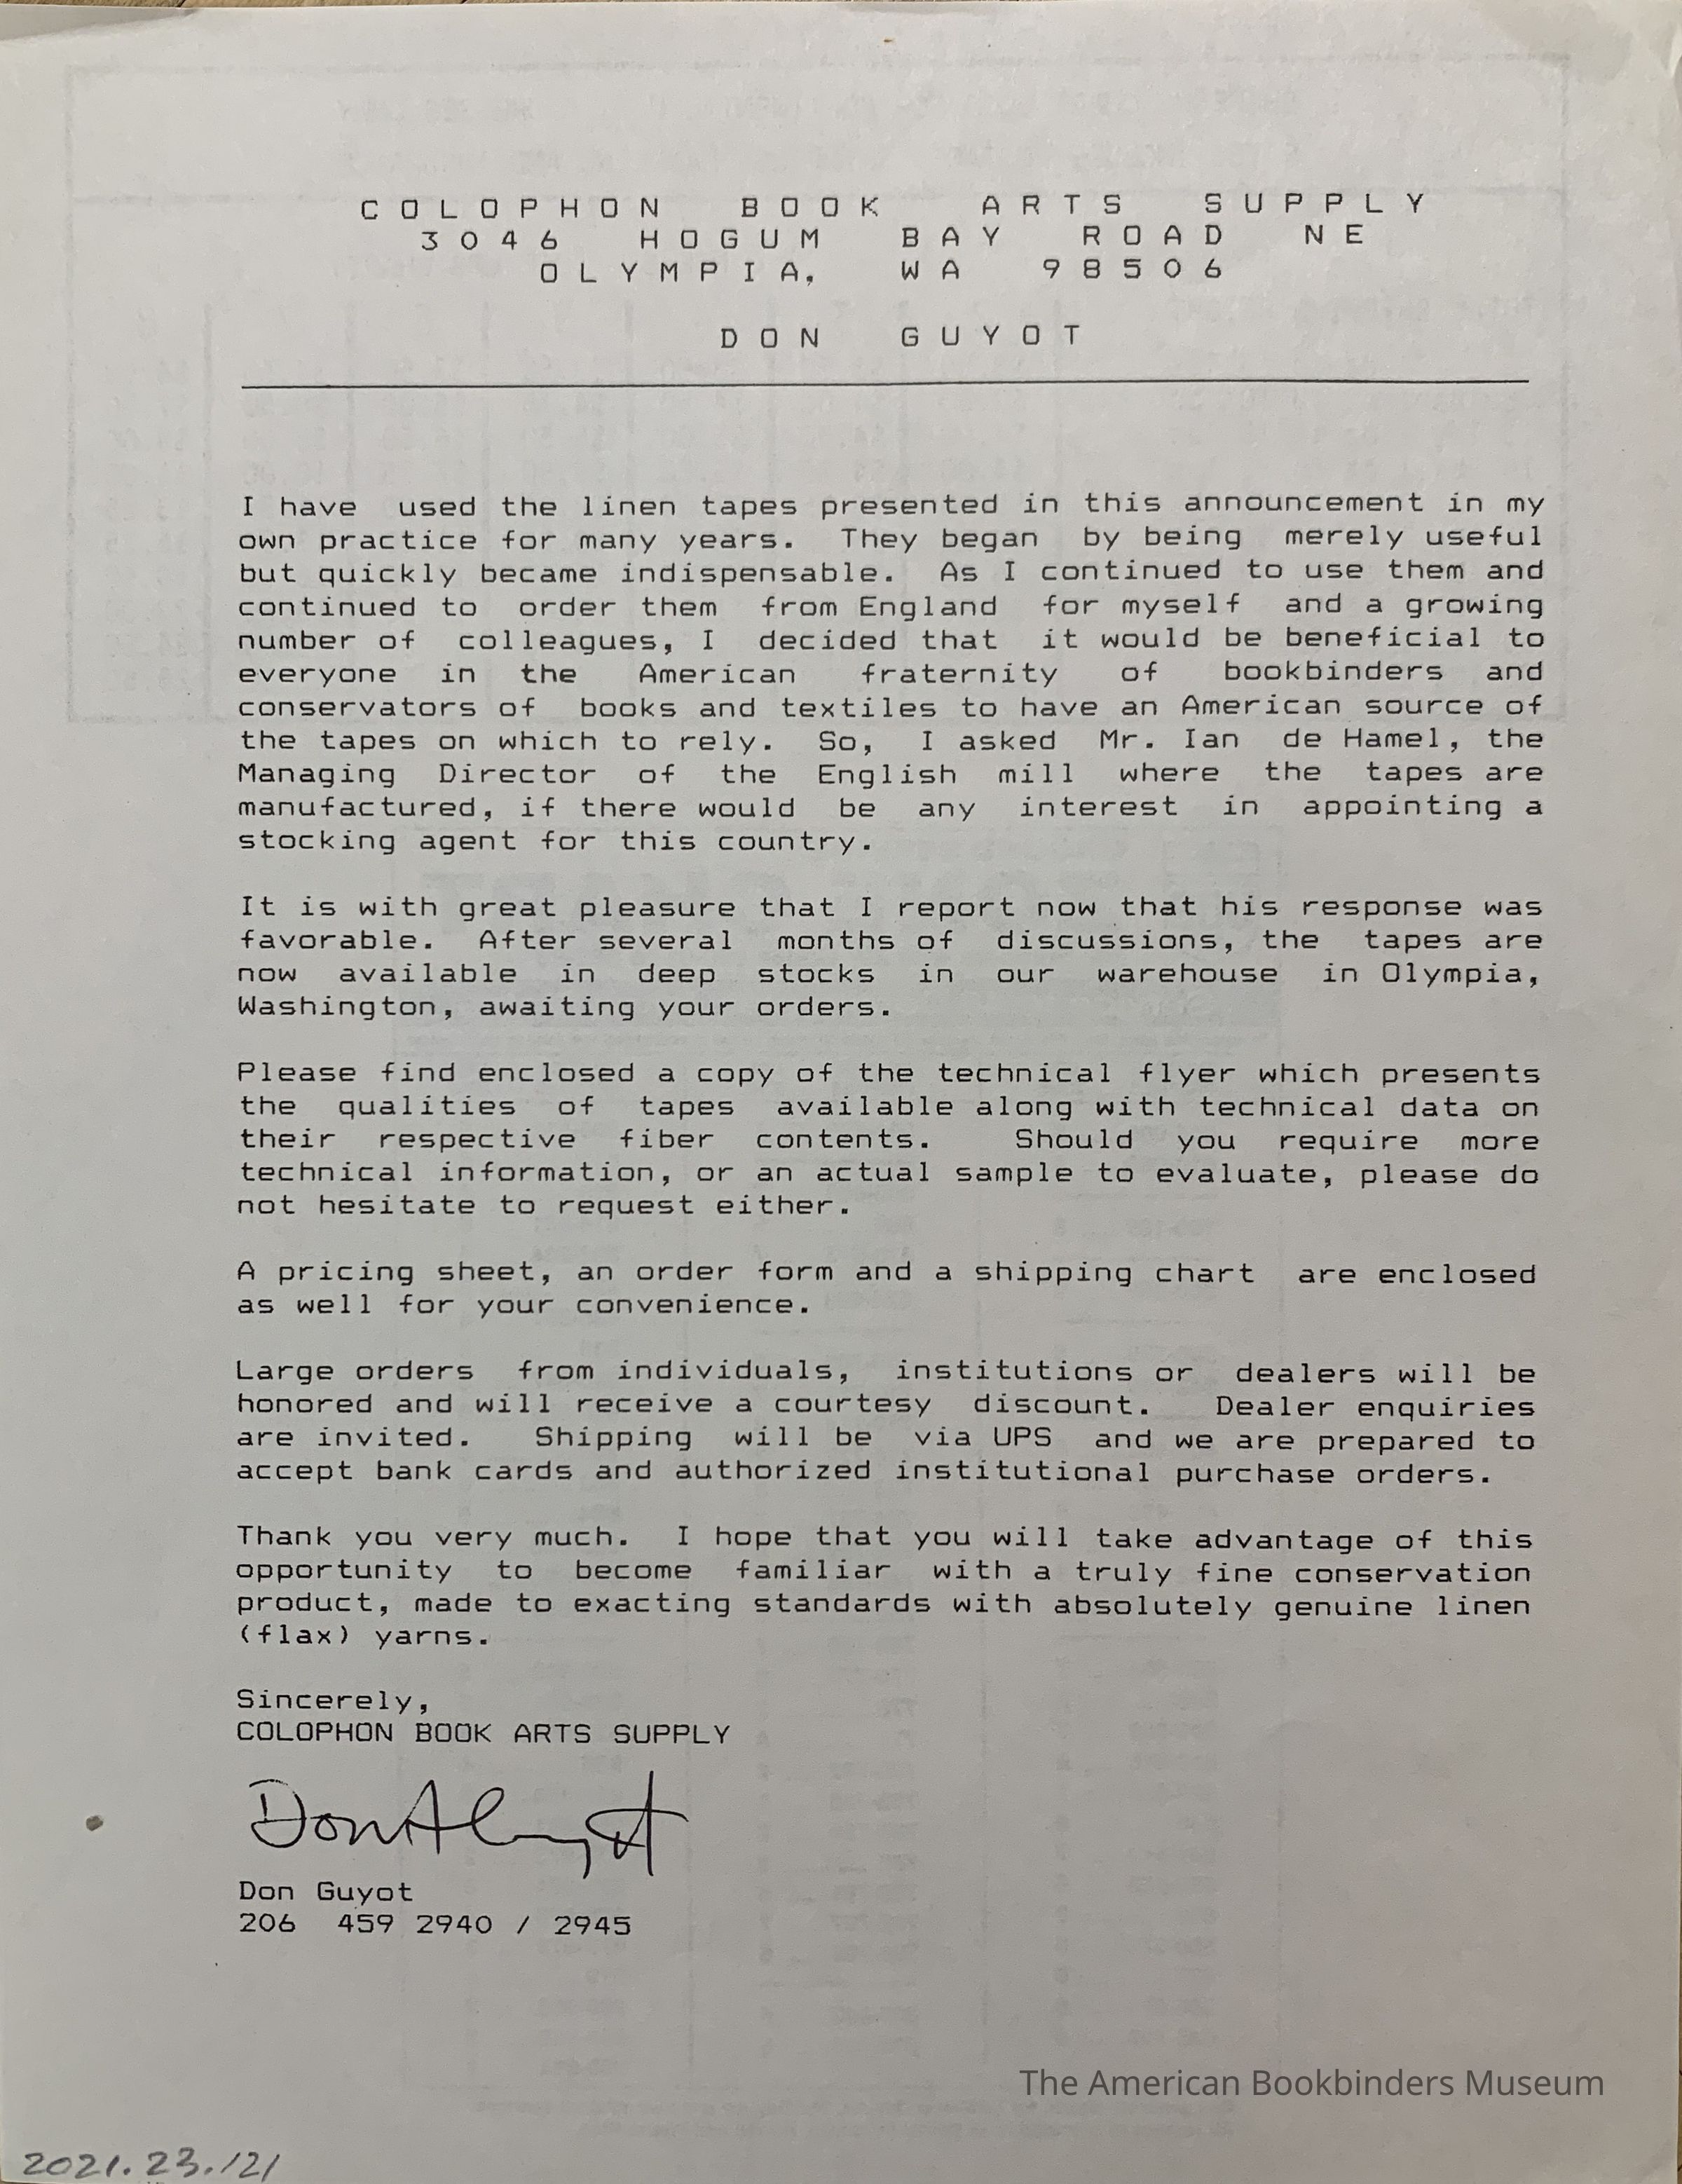 COLOPHON BOOK ARTS SUPPLY
3046 HOGUM BAY ROAD NE
OLYMPIA, WA 98506
DON GUYOT
I have used the linen tapes presented in this announcement in my
own practice for many years. They began by being merely useful
but quickly became indispensable. As I continued to use them and
continued to order them from England for myself and a growing
number of colleagues, I decided that it would be beneficial to
everyone in the American fraternity of bookbinders and
conservators of books and textiles to have an American source of
the tapes on which to rely. So, I asked Mr. Ian de Hamel, the
Managing Director of the English mill where the tapes are
manufactured, if there would be any interest in appointing a
stocking agent for this country.
It is with great pleasure that I report now that his response was
favorable. After several months of discussions, the tapes are
now available in deep stocks in our warehouse in Olympia,
Washington, awaiting your orders.
Please find enclosed a copy of the technical flyer which presents
the qualities of tapes available along with technical data on
their respective fiber contents. Should you require more
technical information, or an actual sample to evaluate, please do
not hesitate to request either.
A pricing sheet, an order form and a shipping chart are enclosed
as well for your convenience.
Large orders from individuals, institutions or dealers will be
honored and will receive a courtesy discount. Dealer enquiries
are invited. Shipping will be via UPS and we are prepared to
accept bank cards and authorized institutional purchase orders.
Thank you very much. I hope that you will take advantage of this
opportunity to become familiar with a truly fine conservation
product, made to exacting standards with absolutely genuine linen
(flax) yarns.
Sincerely,
COLOPHON BOOK ARTS SUPPLY
Don Guyot
206 459 2940 / 2945
The American Bookbinders Museum
2021.23.121